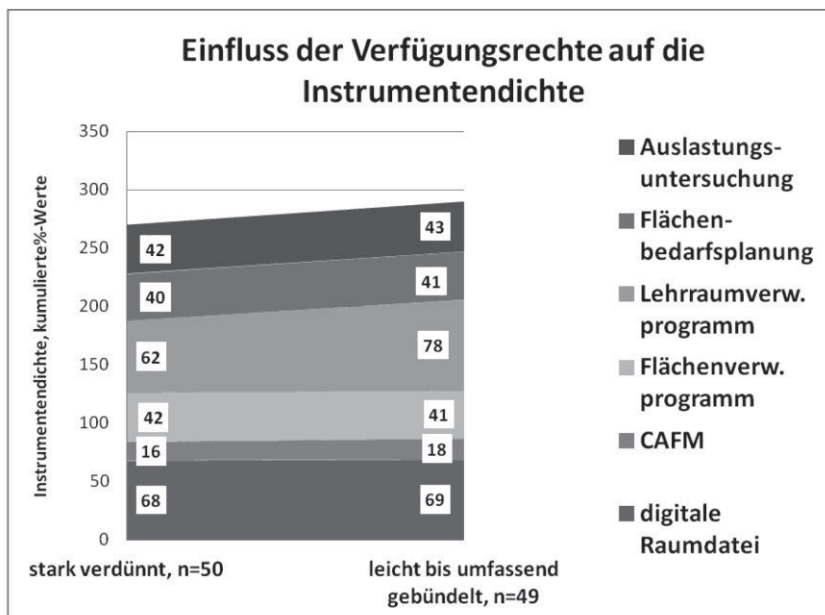 Einfluss der Verfügungsrechte auf die
Instrumentendichte
Instrumentendichte, kumulierte%-Werte
350
300
250
200
150
100
50
0
42
40
62
42
16
68
43
41
78
41
18
69
stark verdünnt, n=50
leicht bis umfassend
gebündelt, n=49
Auslastungs-
untersuchung
Flächen-
bedarfsplanung
Lehrraumverw.
programm
Flächenverw.
programm
CAFM
digitale
Raumdatei